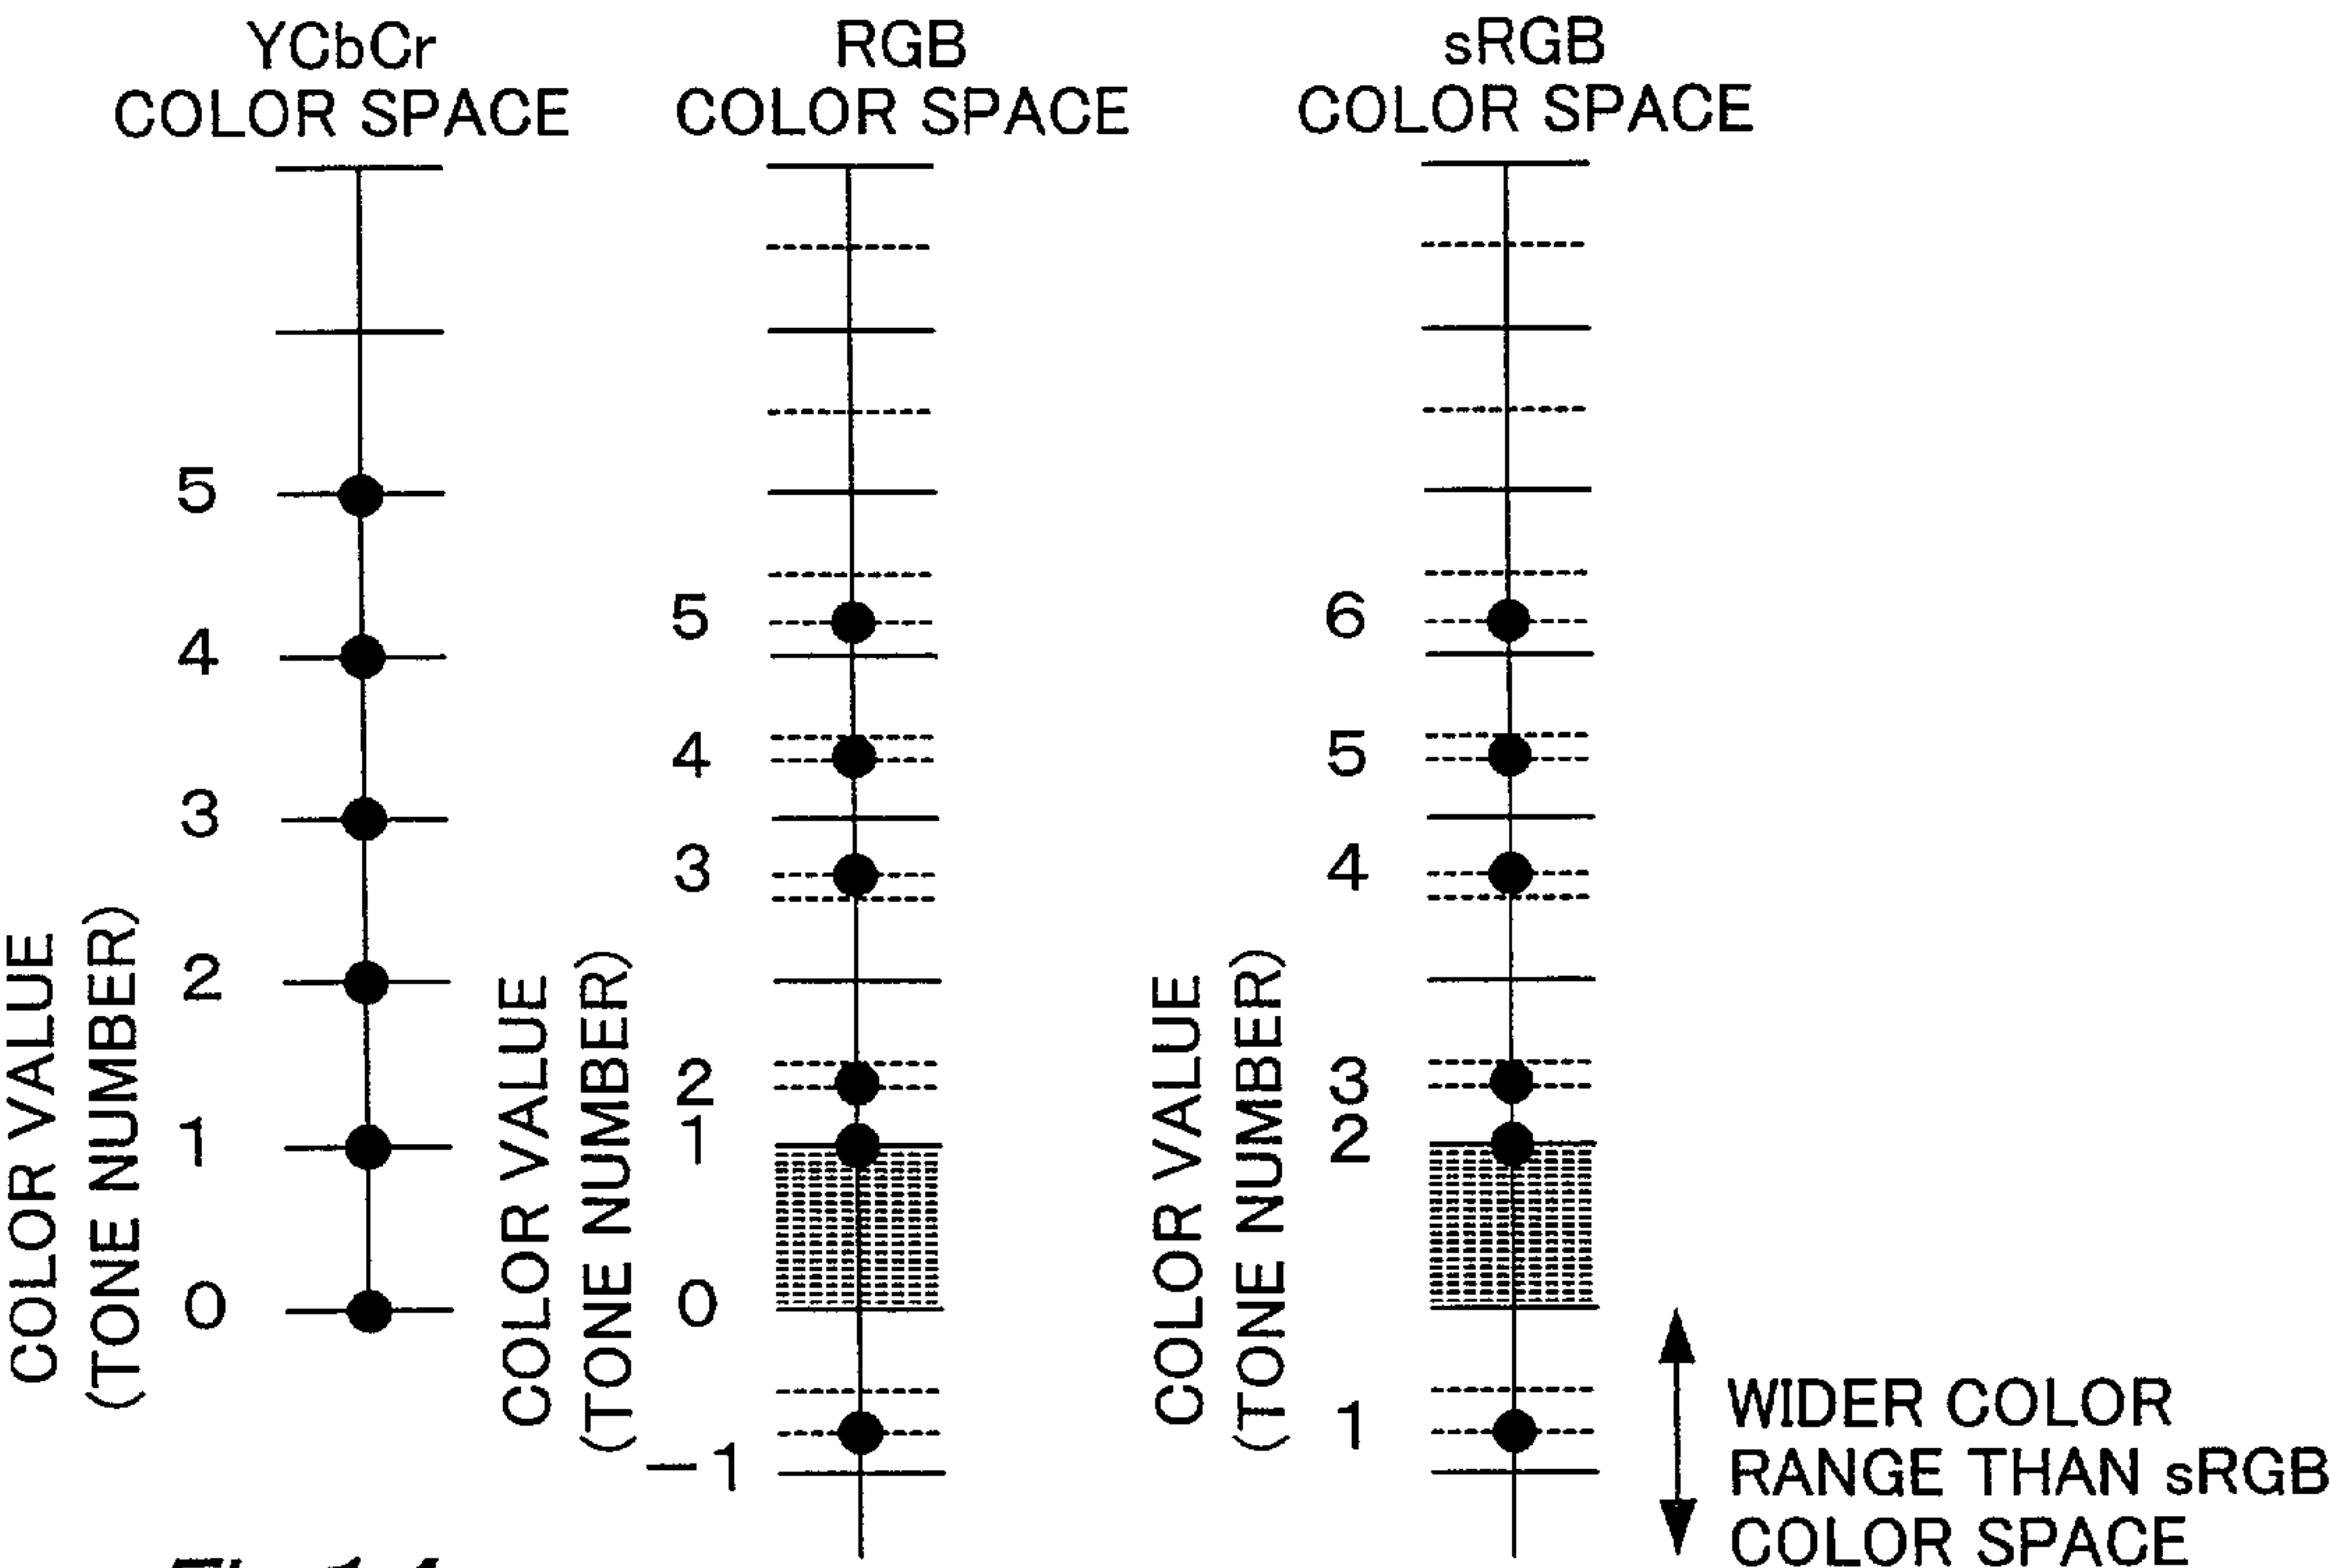 YCbCr
COLOR SPACE
5
4
3
2
1
0
COLOR VALUE
(TONE NUMBER)
RGB
COLOR SPACE
5
4
3
2
1
0
−1
COLOR VALUE
(TONE NUMBER)
sRGB
COLOR SPACE
6
5
4
3
2
1
COLOR VALUE
(TONE NUMBER)
WIDER COLOR
RANGE THAN sRGB
COLOR SPACE